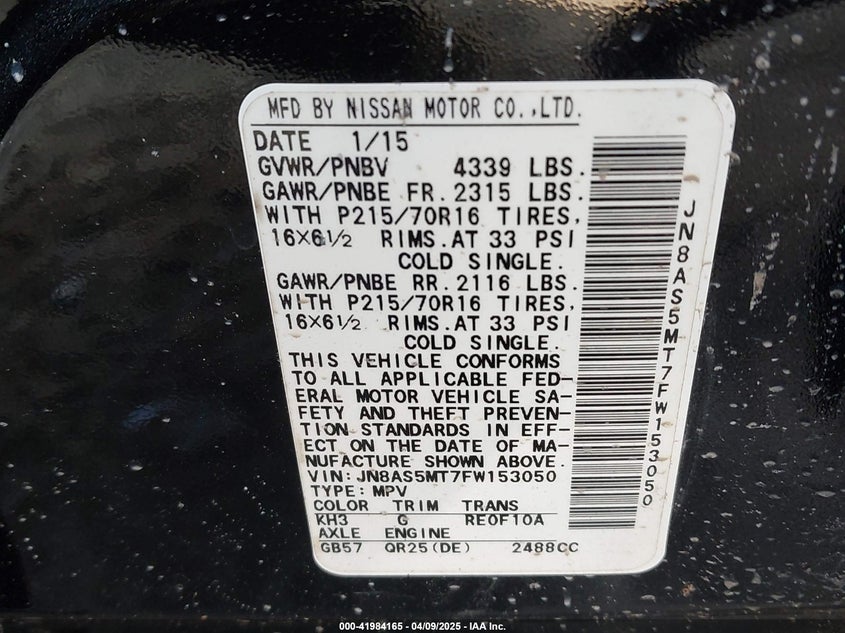 MFD BY NISSAN MOTOR CO.,LTD.
DATE 1/15
GVWR/PNBV 4339 LBS.
GAWR/PNBE FR. 2315 LBS.
WITH P215/70R16 TIRES,
16X6½ RIMS. AT 33 PSI
COLD SINGLE.
GAWR/PNBE RR. 2116 LBS.
WITH P215/70R16 TIRES,
16X6½ RIMS. AT 33 PSI
COLD SINGLE.
THIS VEHICLE CONFORMS
TO ALL APPLICABLE FED-
ERAL MOTOR VEHICLE SA-
FETY AND THEFT PREVEN-
TION STANDARDS IN EFF-
ECT ON THE DATE OF MA-
NUFACTURE SHOWN ABOVE.
VIN: JN8AS5MT7FW153050
TYPE: MPV
COLOR TRIM TRANS
KH3 G RE0F10A
AXLE ENGINE
GB57 QR25(DE) 2488CC
JN8AS5MT7FW153050
000-41984165 - 04/09/2025 - IAA Inc.